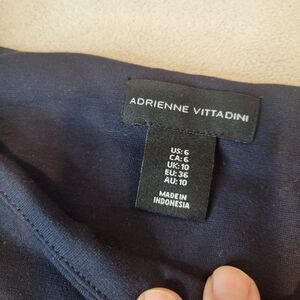 ADRIENNE VITTADINI
US: 6
CA: 6
UK: 10
EU: 36
AU: 10
MADE IN
INDONESIA